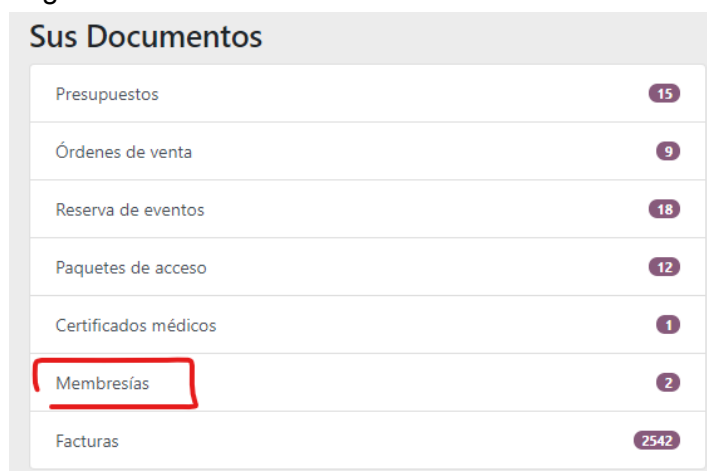 Sus Documentos
Presupuestos 15
Órdenes de venta 9
Reserva de eventos 18
Paquetes de acceso 12
Certificados médicos 1
Membresías 2
Facturas 2542